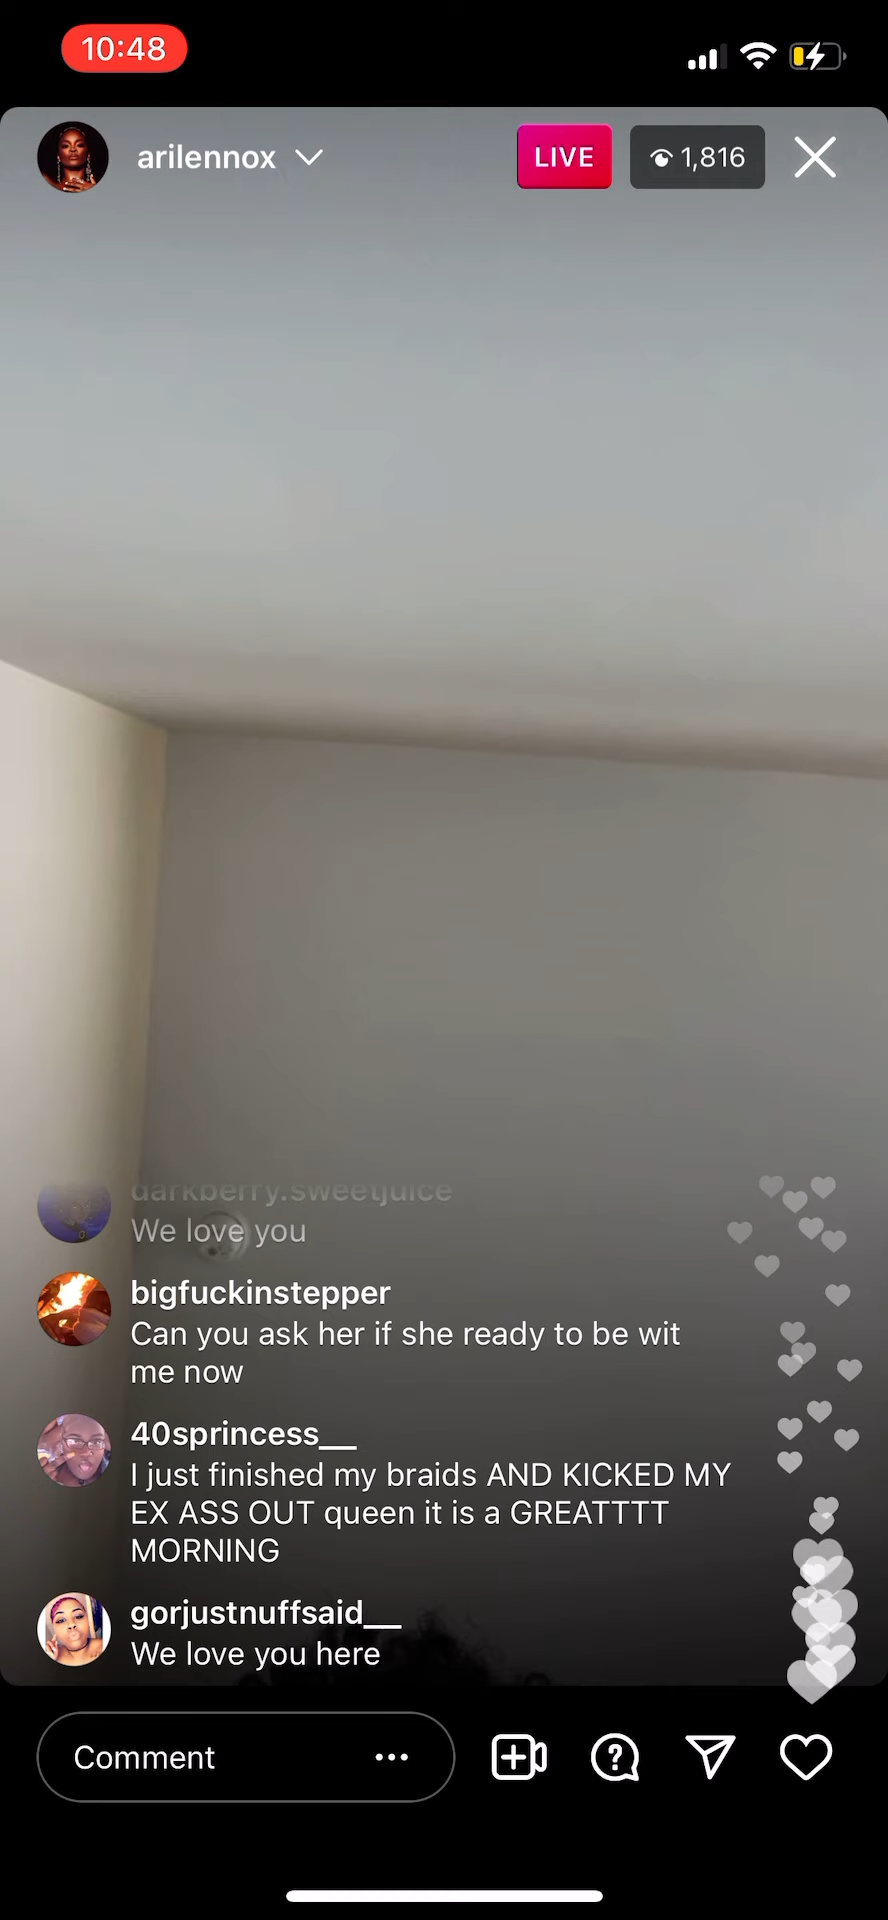 10:48
arilennox
LIVE
1,816
darkberry.sweetjuice
We love you
bigfuckinstepper
Can you ask her if she ready to be wit
me now
40sprincess__
I just finished my braids AND KICKED MY
EX ASS OUT queen it is a GREATTTT
MORNING
gorjustnuffsaid__
We love you here
Comment